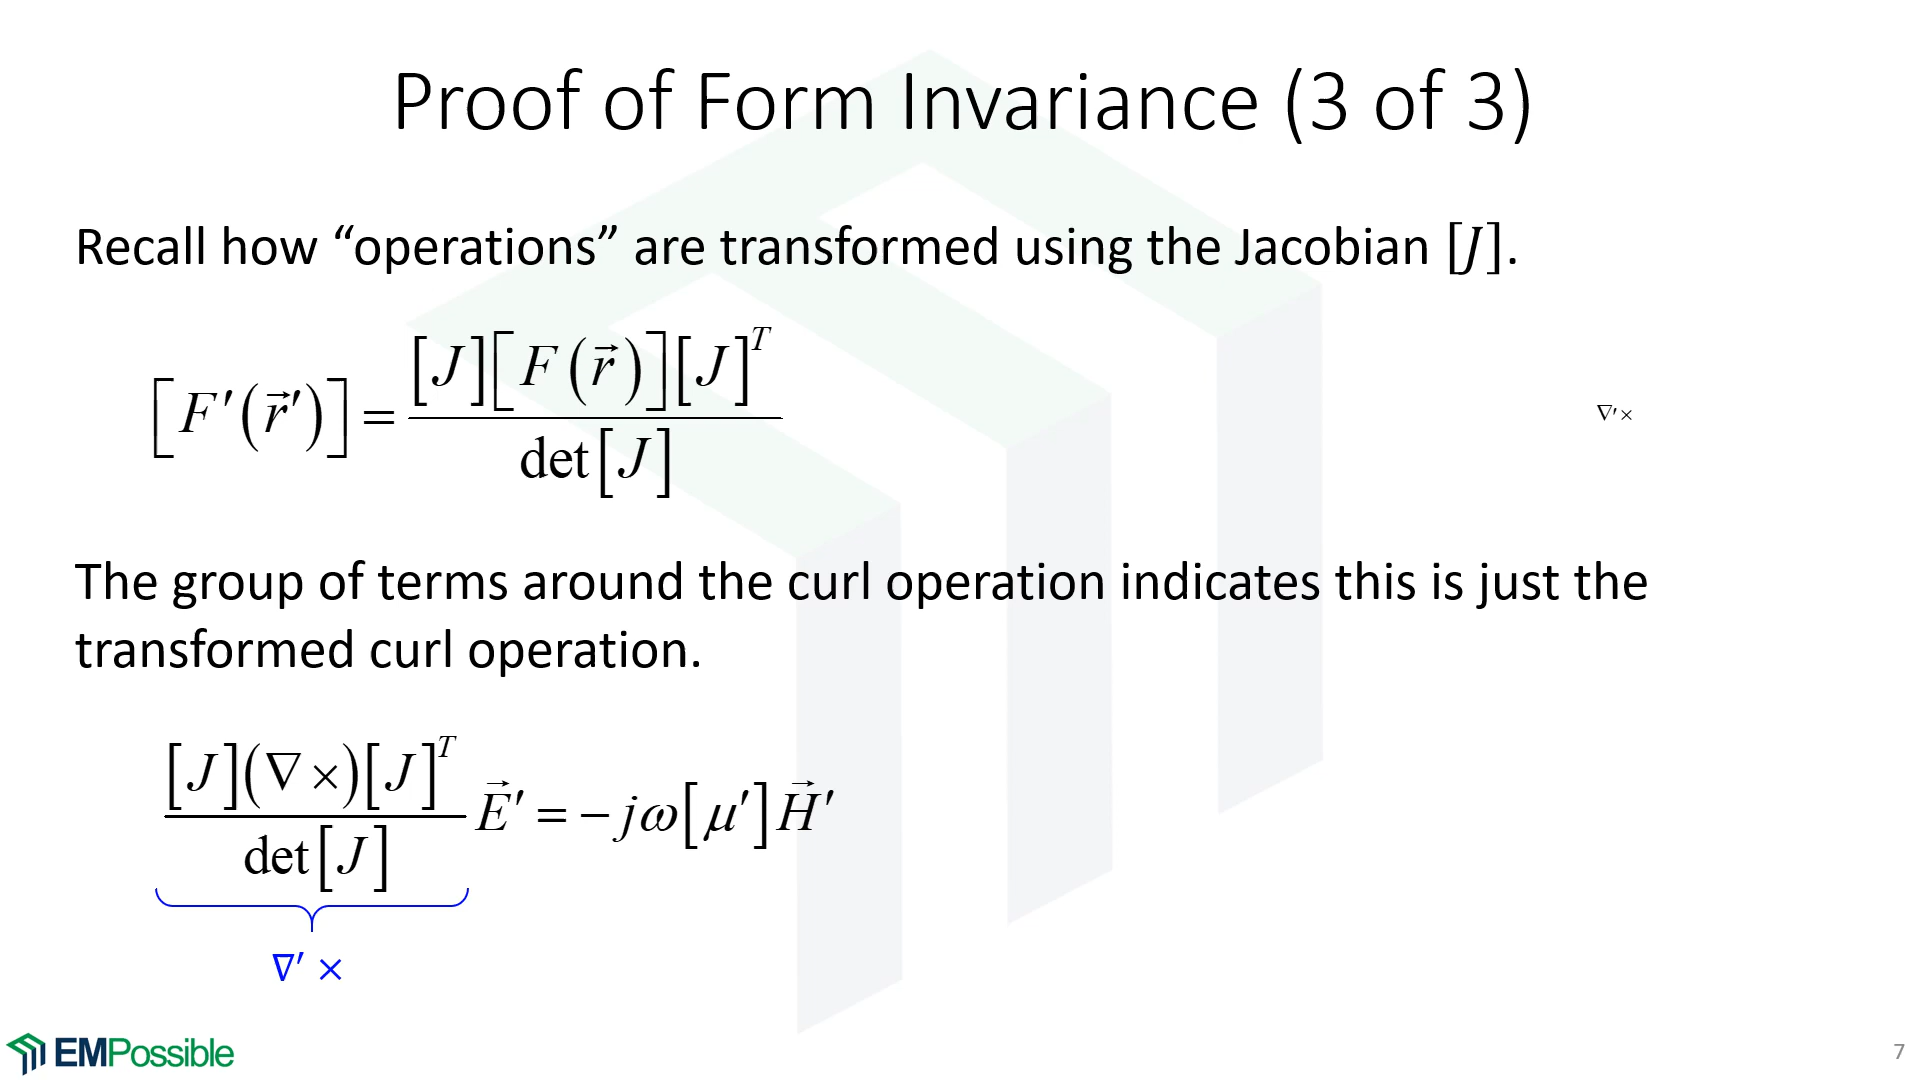 Proof of Form Invariance (3 of 3)
Recall how “operations” are transformed using the Jacobian [J].
[F′(r⃗′)] = [J][F(r⃗)][J]^T / det[J]
∇′×
The group of terms around the curl operation indicates this is just the
transformed curl operation.
[J](∇×)[J]^T / det[J] E⃗′ = −jω[μ′]H⃗′
∇′ ×
EMPossible
7